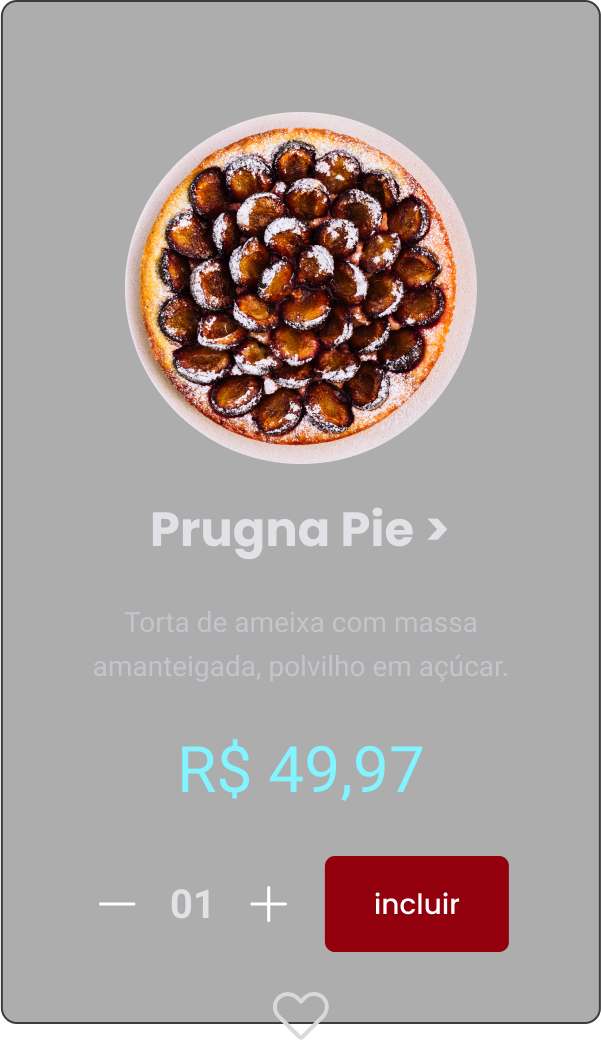 Prugna Pie >
Torta de ameixa com massa
amanteigada, polvilho em açúcar.
R$ 49,97
01
incluir